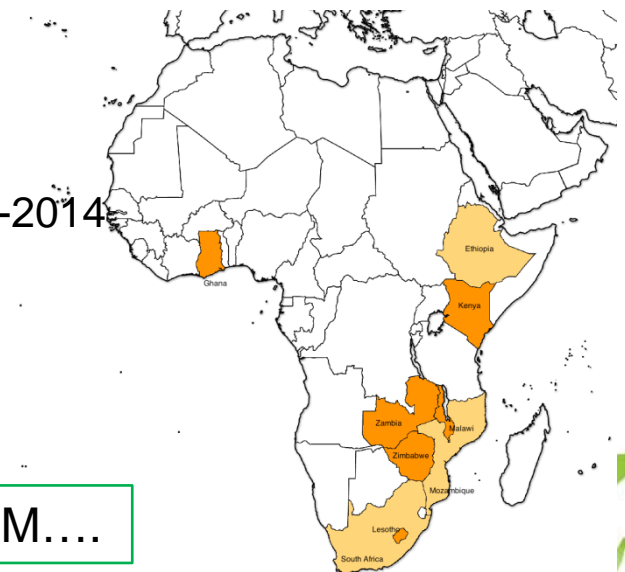 -2014
Ethiopia
Ghana
Kenya
Zambia
Malawi
Zimbabwe
Mozambique
Lesotho
South Africa
M....